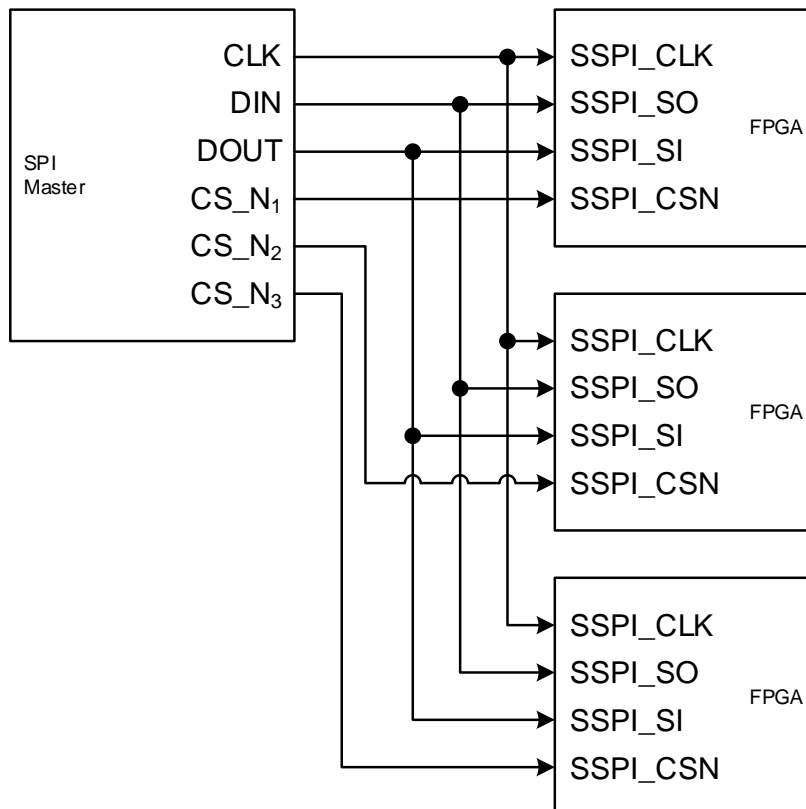 CLK
DIN
DOUT
CS_N1
CS_N2
CS_N3
SPI
Master
SSPI_CLK
SSPI_SO
SSPI_SI
SSPI_CSN
FPGA
SSPI_CLK
SSPI_SO
SSPI_SI
SSPI_CSN
FPGA
SSPI_CLK
SSPI_SO
SSPI_SI
SSPI_CSN
FPGA